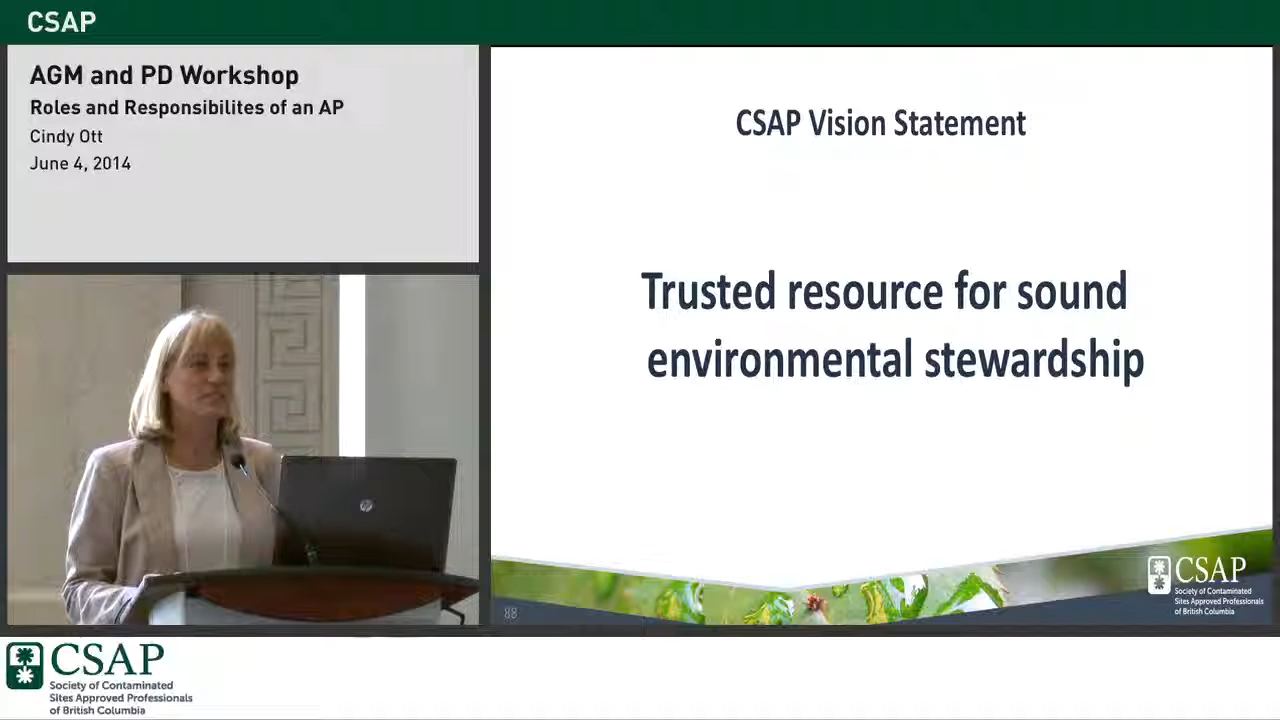 CSAP
AGM and PD Workshop
Roles and Responsibilites of an AP
Cindy Ott
June 4, 2014
CSAP Vision Statement
Trusted resource for sound
environmental stewardship
hp
88
CSAP
Society of Contaminated
Sites Approved Professionals
of British Columbia
CSAP
Society of Contaminated
Sites Approved Professionals
of British Columbia